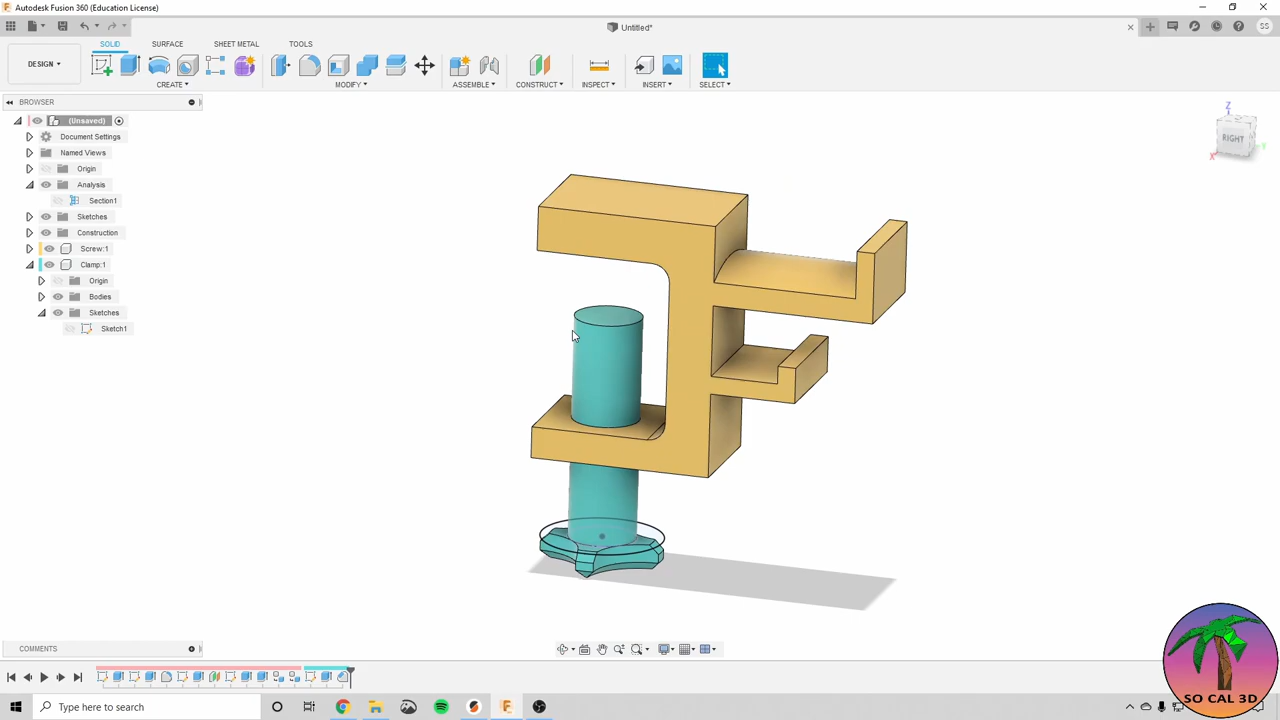 Autodesk Fusion 360 (Education License)
Untitled*
SS
SOLID
SURFACE
SHEET METAL
TOOLS
DESIGN
CREATE
MODIFY
ASSEMBLE
CONSTRUCT
INSPECT
INSERT
SELECT
BROWSER
(Unsaved)
Document Settings
Named Views
Origin
Analysis
Section1
Sketches
Construction
Screw:1
Clamp:1
Origin
Bodies
Sketches
Sketch1
Z
RIGHT
X
Y
COMMENTS
Type here to search
SO CAL 3D